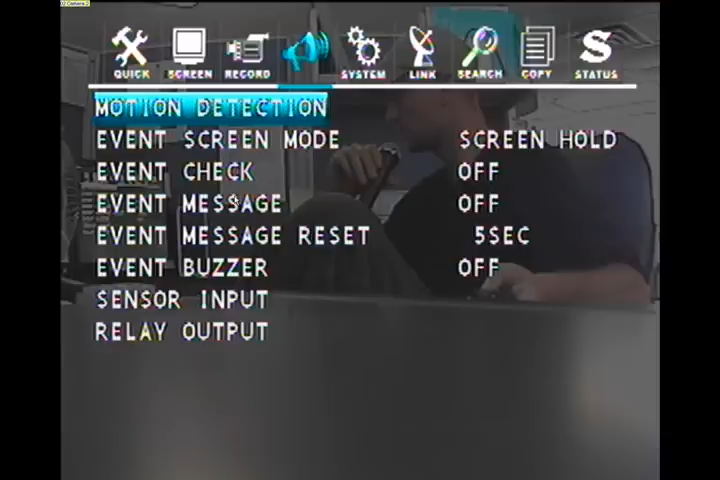 QUICK SCREEN RECORD SYSTEM LINK SEARCH COPY STATUS
MOTION DETECTION
EVENT SCREEN MODE SCREEN HOLD
EVENT CHECK OFF
EVENT MESSAGE OFF
EVENT MESSAGE RESET 5SEC
EVENT BUZZER OFF
SENSOR INPUT
RELAY OUTPUT